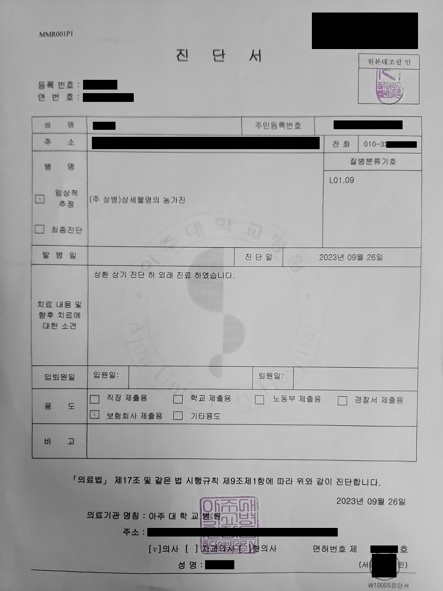 MMR001P1
진 단 서
원본대조필 인
등록 번호 :
연 번 호 :
성 명 주민등록번호
주 소 전 화 010-32
병 명 질병분류기호
임상적 추정 (주 상병)상세불명의 농가진 L01.09
최종진단
발 병 일 진 단 일 2023년 09월 26일
치료 내용 및 향후 치료에 대한 소견 상환 상기 진단 하 외래 진료 하였습니다.
입퇴원일 입원일: 퇴원일:
용 도 직장 제출용 학교 제출용 노동부 제출용 경찰서 제출용
보험회사 제출용 기타용도
비 고
「의료법」 제17조 및 같은 법 시행규칙 제9조제1항에 따라 위와 같이 진단합니다.
2023년 09월 26일
의료기관 명칭 : 아주 대 학 교 병 원
주소 :
[v]의사 [ ]치과의사[ ]한의사 면허번호 제 호
성 명 : (서 인)
W10005진단서
아주대학교병원